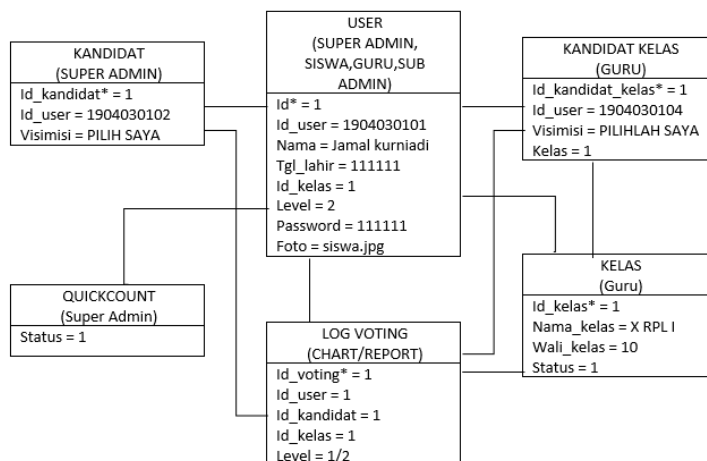 KANDIDAT
(SUPER ADMIN)
Id_kandidat* = 1
Id_user = 1904030102
Visimisi = PILIH SAYA
USER
(SUPER ADMIN,
SISWA,GURU,SUB
ADMIN)
Id* = 1
Id_user = 1904030101
Nama = Jamal kurniadi
Tgl_lahir = 111111
Id_kelas = 1
Level = 2
Password = 111111
Foto = siswa.jpg
KANDIDAT KELAS
(GURU)
Id_kandidat_kelas* = 1
Id_user = 1904030104
Visimisi = PILIHLAH SAYA
Kelas = 1
QUICKCOUNT
(Super Admin)
Status = 1
LOG VOTING
(CHART/REPORT)
Id_voting* = 1
Id_user = 1
Id_kandidat = 1
Id_kelas = 1
Level = 1/2
KELAS
(Guru)
Id_kelas* = 1
Nama_kelas = X RPL I
Wali_kelas = 10
Status = 1